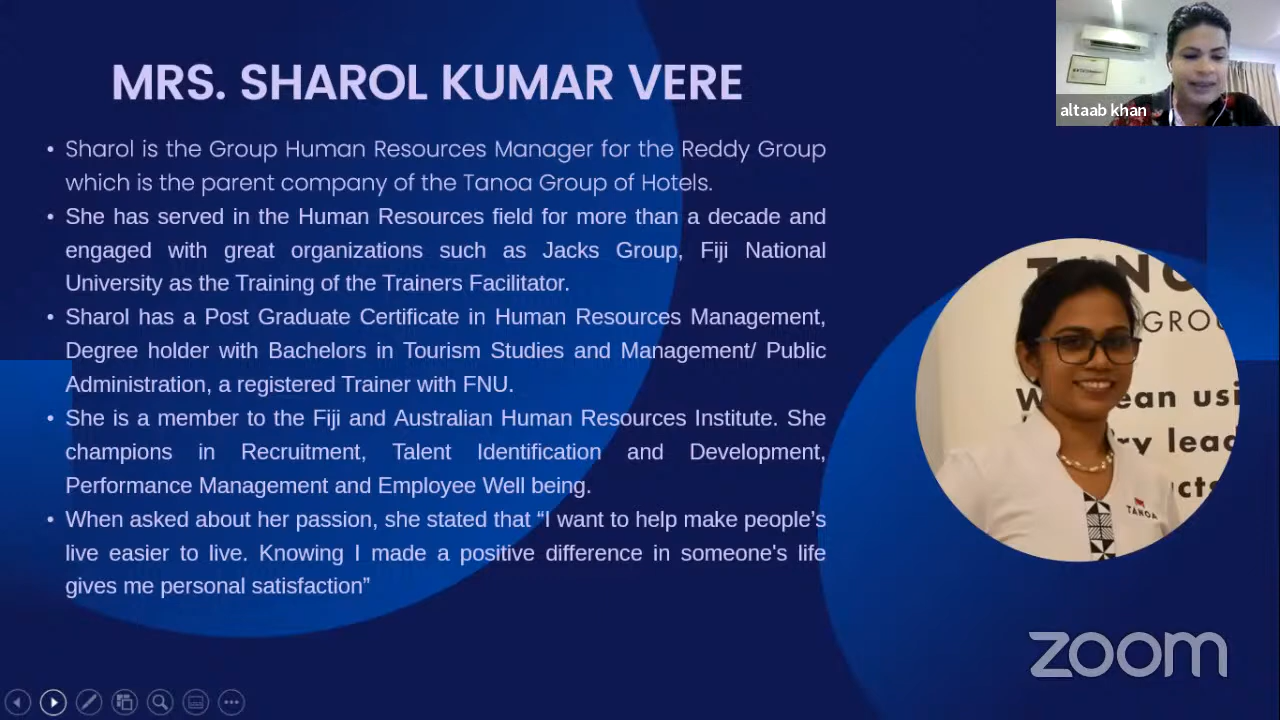 MRS. SHAROL KUMAR VERE
• Sharol is the Group Human Resources Manager for the Reddy Group
which is the parent company of the Tanoa Group of Hotels.
• She has served in the Human Resources field for more than a decade and
engaged with great organizations such as Jacks Group, Fiji National
University as the Training of the Trainers Facilitator.
• Sharol has a Post Graduate Certificate in Human Resources Management,
Degree holder with Bachelors in Tourism Studies and Management/ Public
Administration, a registered Trainer with FNU.
• She is a member to the Fiji and Australian Human Resources Institute. She
champions in Recruitment, Talent Identification and Development,
Performance Management and Employee Well being.
• When asked about her passion, she stated that “I want to help make people’s
live easier to live. Knowing I made a positive difference in someone's life
gives me personal satisfaction”
altaab khan
TANOA
zoom